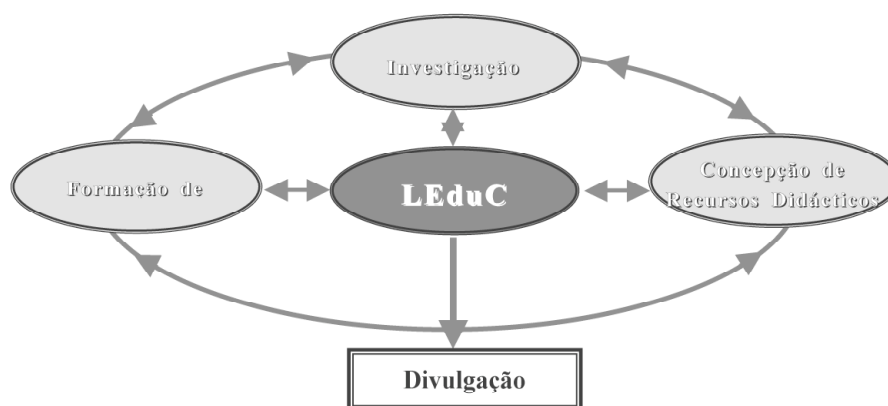 Investigação
Formação de
LEduC
Concepção de
Recursos Didácticos
Divulgação